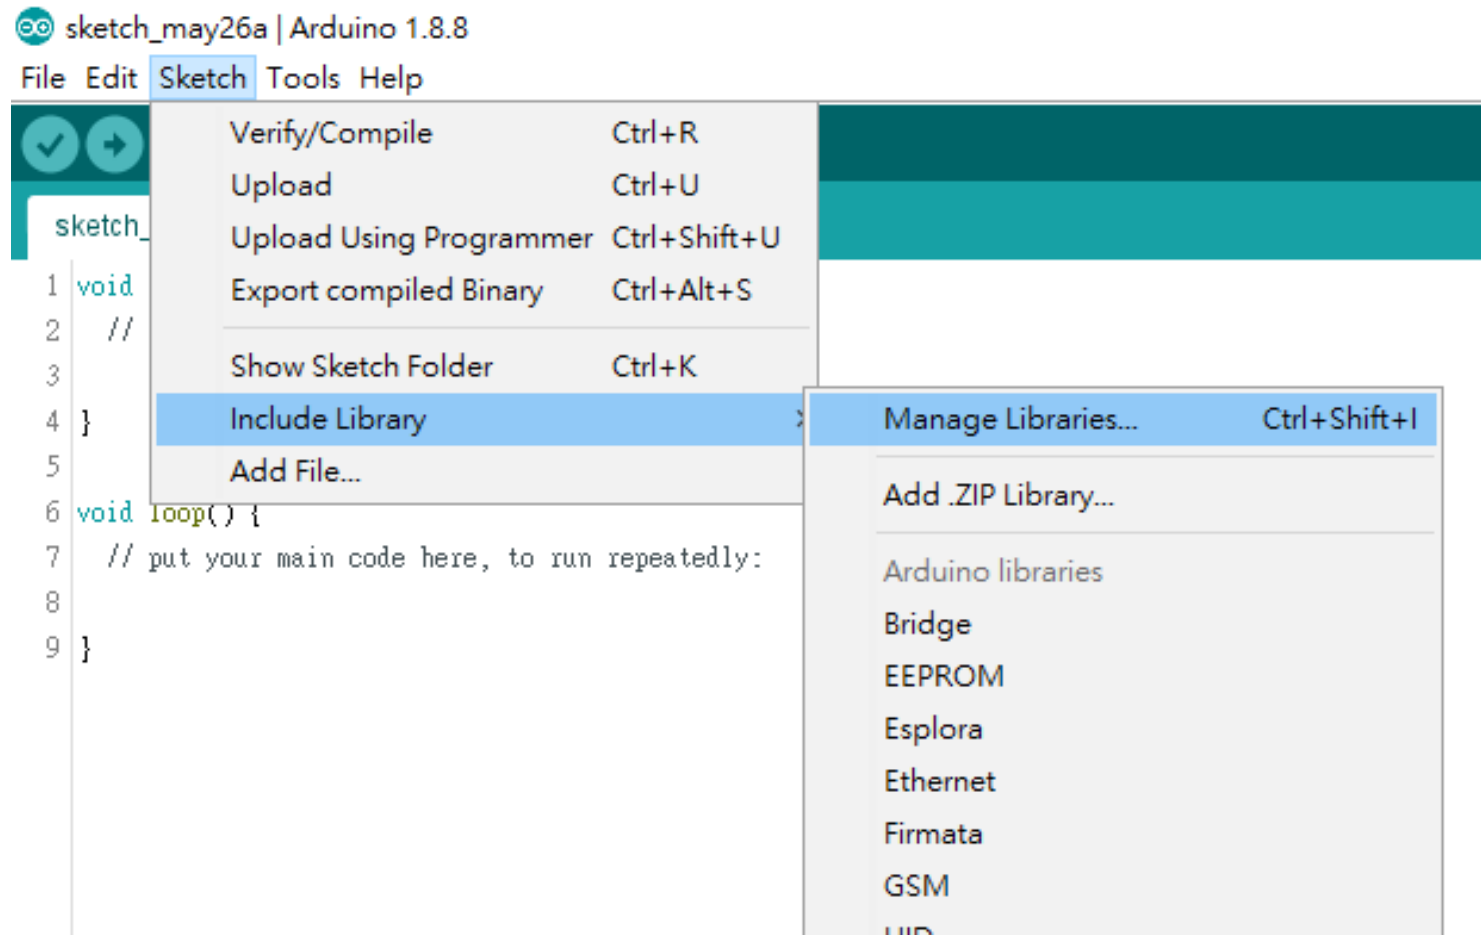 sketch_may26a | Arduino 1.8.8
File Edit Sketch Tools Help
Verify/Compile Ctrl+R
Upload Ctrl+U
sketch_
Upload Using Programmer Ctrl+Shift+U
1 void
Export compiled Binary Ctrl+Alt+S
2 //
3
Show Sketch Folder Ctrl+K
4 }
Include Library
Manage Libraries... Ctrl+Shift+I
5
Add File...
Add .ZIP Library...
6 void loop() {
7 // put your main code here, to run repeatedly:
Arduino libraries
8
Bridge
9 }
EEPROM
Esplora
Ethernet
Firmata
GSM
HID